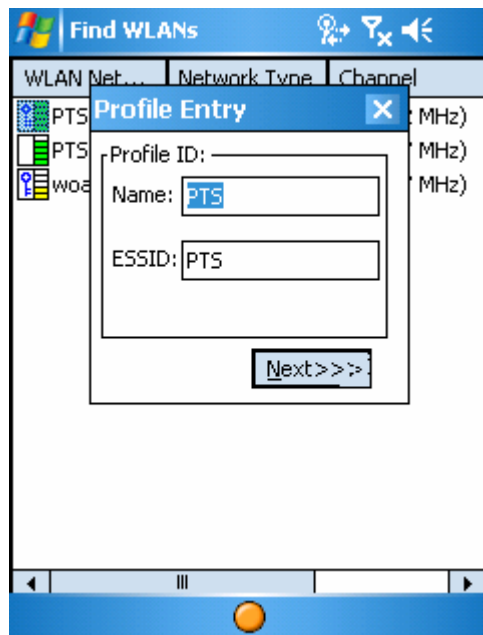 Find WLANs
WLAN Net... Network Type Channel
PTS MHz)
PTS MHz)
woa MHz)
Profile Entry
Profile ID:
Name: PTS
ESSID: PTS
Next>>>